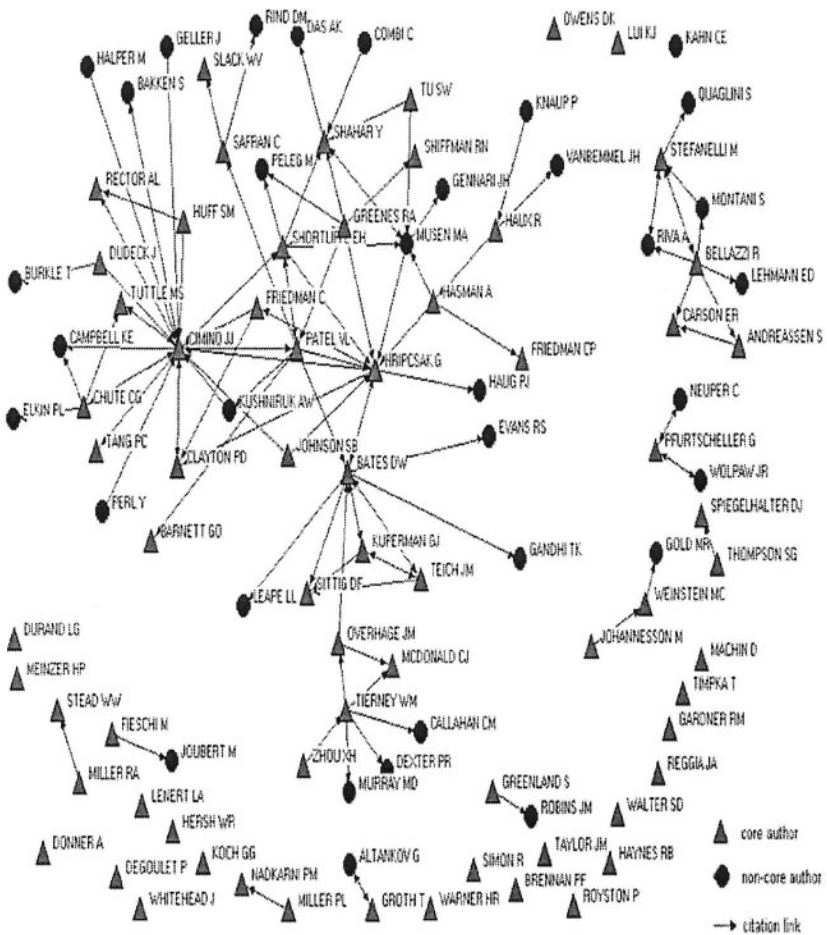 RIND DM
DAS AK
COMBI C
OWENS DK
LUI KJ
KAHN CE
GELLER J
HALPER M
SLACK WV
BAKKEN S
TU SW
QUAGLINI S
KNAUP P
SAFRAN C
SHAHAR Y
SHIFFMAN RN
STEFANELLI M
PELEG M
VANBEMMEL JH
RECTOR AL
GENNARI JH
MONTANI S
HUFF SM
GREENES RA
HAUX R
SHORTLIFFE EH
MUSEN MA
RIVA A
DUDECK J
BELLAZZI R
BURKLE T
LEHMANN ED
TUTTLE MS
FRIEDMAN C
HASMAN A
CARSON ER
CAMPBELL KE
CIMINO JJ
PATEL VL
ANDREASSEN S
HRIPCSAK G
FRIEDMAN CP
HAUG PJ
NEUPER C
ELKIN PL
CHUTE CG
KUSHNIRUK AW
EVANS RS
TANG PC
CLAYTON PD
JOHNSON SB
PFURTSCHELLER G
BATES DW
WOLPAW JR
PERL Y
SPIEGELHALTER DJ
BARNETT GO
KUPERMAN GJ
GANDHI TK
GOLD MR
THOMPSON SG
LEAPE LL
SITTIG DF
TEICH JM
WEINSTEIN MC
DURAND LG
OVERHAGE JM
JOHANNESSON M
MCDONALD CJ
MACHIN D
MEINZER HP
TIMPKA T
STEAD WW
TIERNEY WM
GARDNER RM
FIESCHI M
CALLAHAN CM
JOUBERT M
ZHOU XH
DEXTER PR
REGGIA JA
MILLER RA
MURRAY MD
GREENLAND S
LENERT LA
ROBINS JM
WALTER SD
HERSH WR
core author
DONNER A
KOCH GG
ALTANKOV G
TAYLOR JM
HAYNES RB
DEGOULET P
NADKARNI PM
SIMON R
non-core author
BRENNAN PF
WHITEHEAD J
MILLER PL
GROTH T
WARNER HR
ROYSTON P
citation link